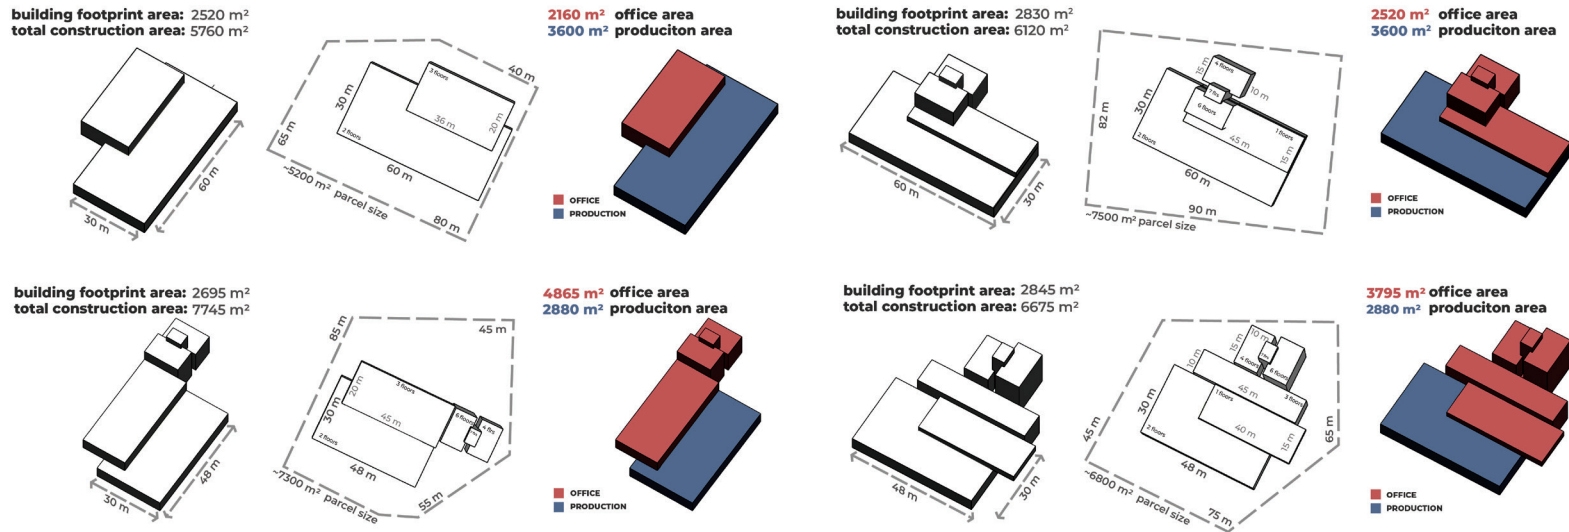 building footprint area: 2520 m²
total construction area: 5760 m²
2160 m² office area
3600 m² produciton area
60 m
30 m
40 m
3 floors
30 m
36 m
20 m
2 floors
65 m
60 m
~5200 m² parcel size
80 m
OFFICE
PRODUCTION
building footprint area: 2830 m²
total construction area: 6120 m²
2520 m² office area
3600 m² produciton area
60 m
30 m
15 m
4 floors
10 m
7 flrs
6 floors
30 m
82 m
1 floors
45 m
15 m
2 floors
60 m
90 m
~7500 m² parcel size
OFFICE
PRODUCTION
building footprint area: 2695 m²
total construction area: 7745 m²
4865 m² office area
2880 m² produciton area
48 m
30 m
85 m
45 m
3 floors
20 m
30 m
45 m
6 floors
4 flrs
2 floors
48 m
55 m
~7300 m² parcel size
OFFICE
PRODUCTION
building footprint area: 2845 m²
total construction area: 6675 m²
3795 m² office area
2880 m² produciton area
48 m
30 m
10 m
15 m
4 floors
6 floors
10 m
45 m
1 floors
3 floors
30 m
40 m
15 m
2 floors
48 m
45 m
65 m
~6800 m² parcel size
75 m
OFFICE
PRODUCTION